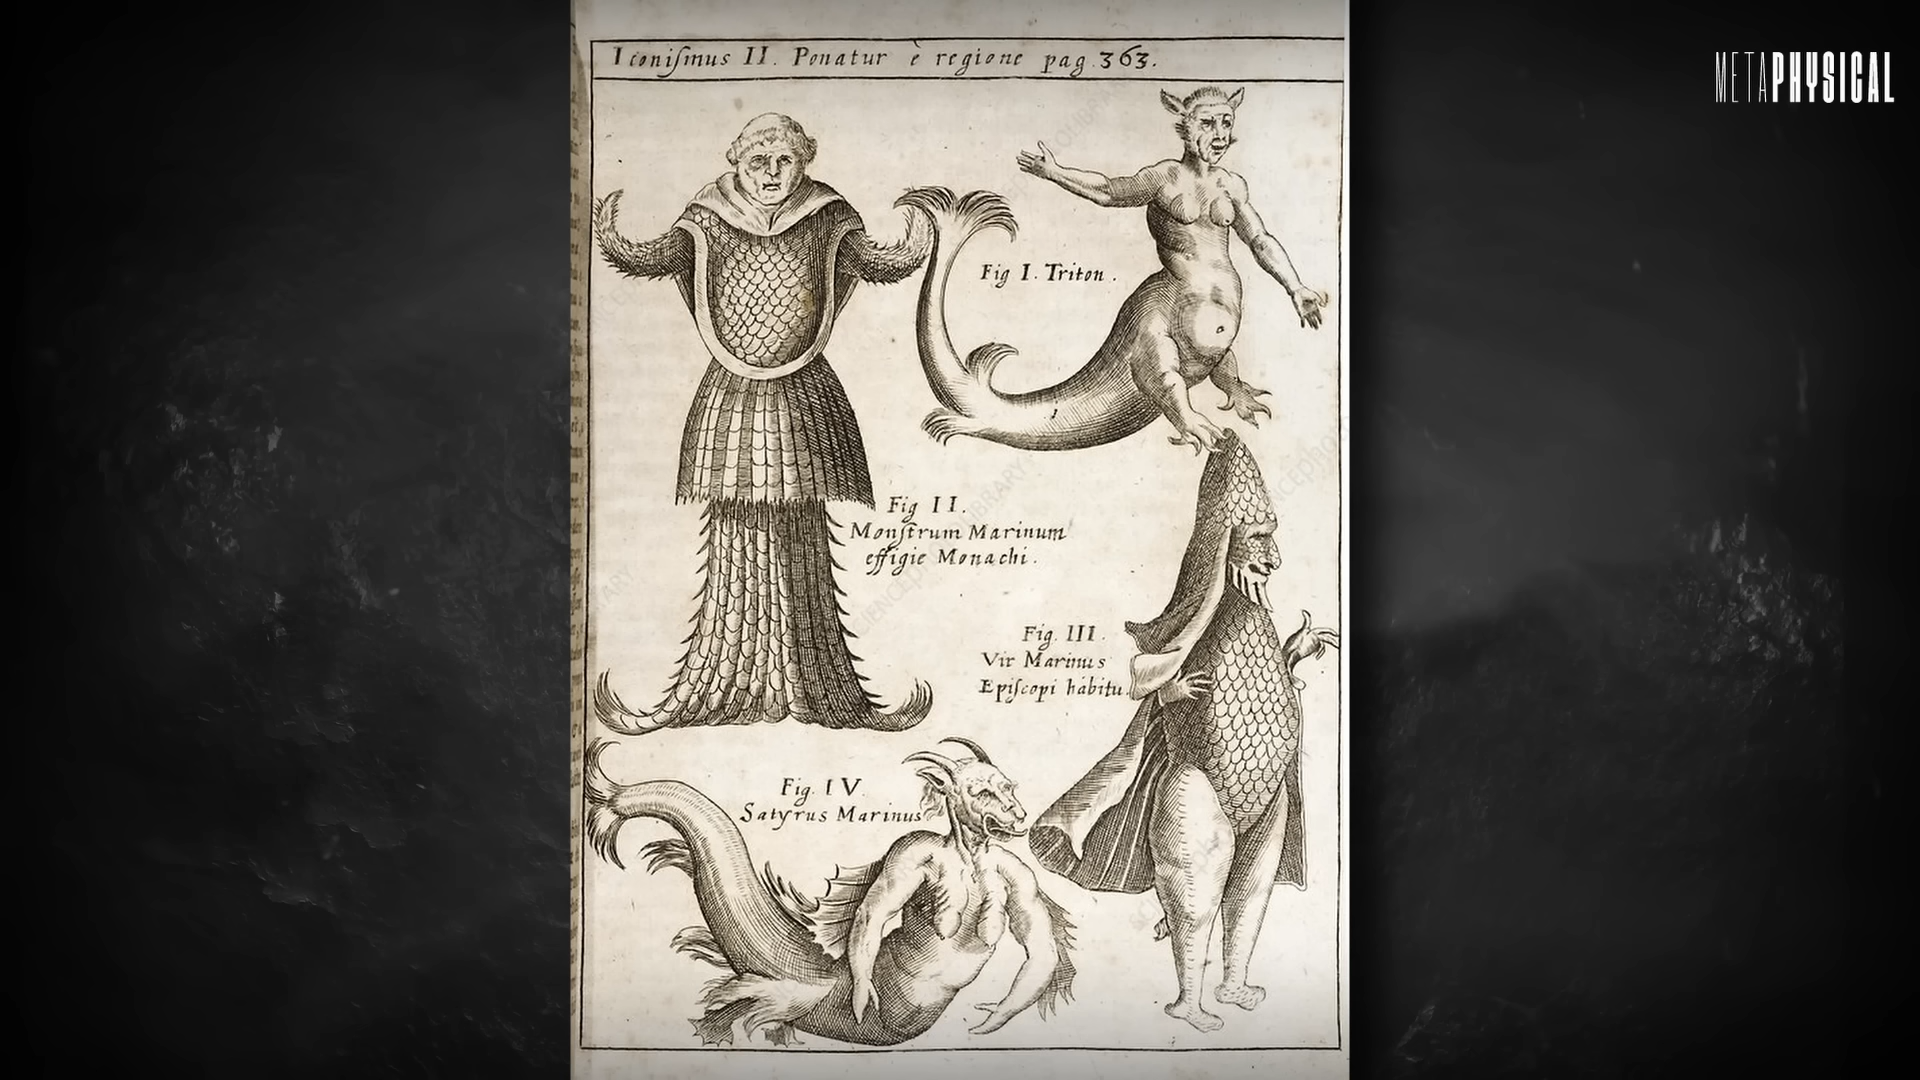 Iconiſmus II. Ponatur è regione pag. 363.
METAPHYSICAL
Fig I. Triton.
Fig II.
Monſtrum Marinum
effigie Monachi.
Fig. III.
Vir Marinus
Epiſcopi habitu.
Fig. IV.
Satyrus Marinus